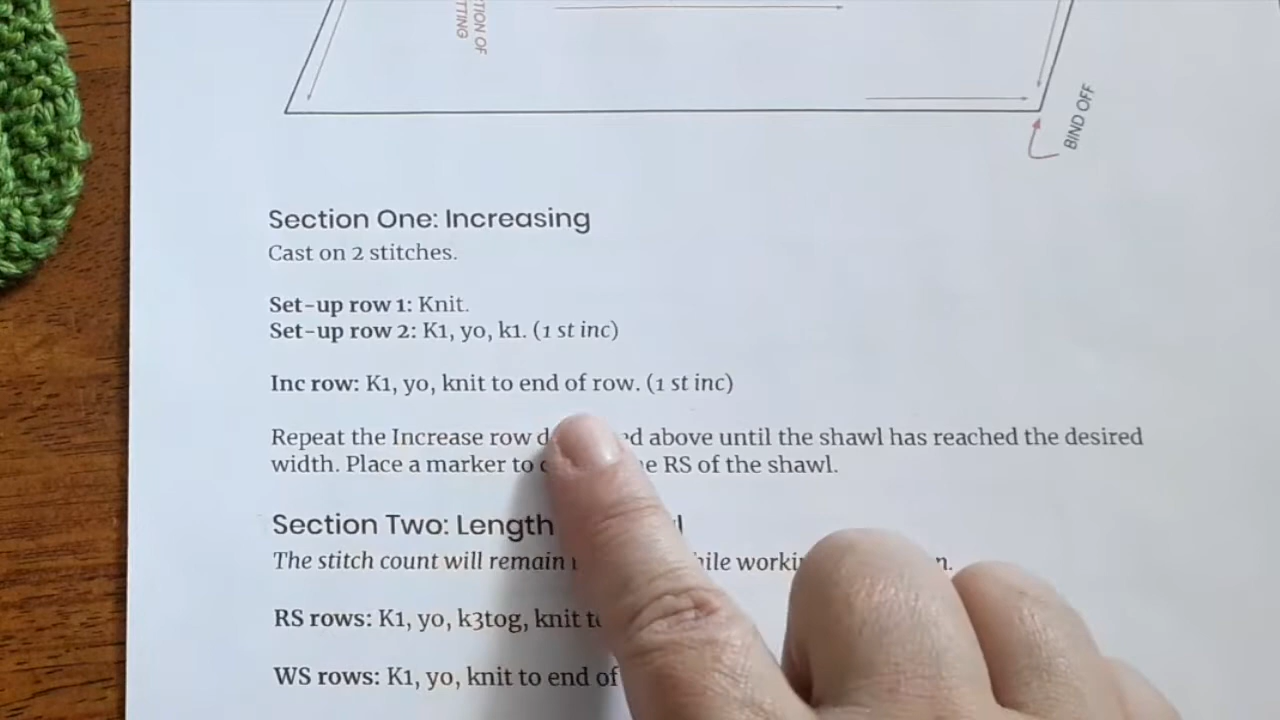 TION OF
TTING
BIND OFF
Section One: Increasing
Cast on 2 stitches.
Set-up row 1: Knit.
Set-up row 2: K1, yo, k1. (1 st inc)
Inc row: K1, yo, knit to end of row. (1 st inc)
Repeat the Increase row above until the shawl has reached the desired
width. Place a marker to RS of the shawl.
Section Two: Length
The stitch count will remain
RS rows: K1, yo, k3tog, knit
WS rows: K1, yo, knit to end of